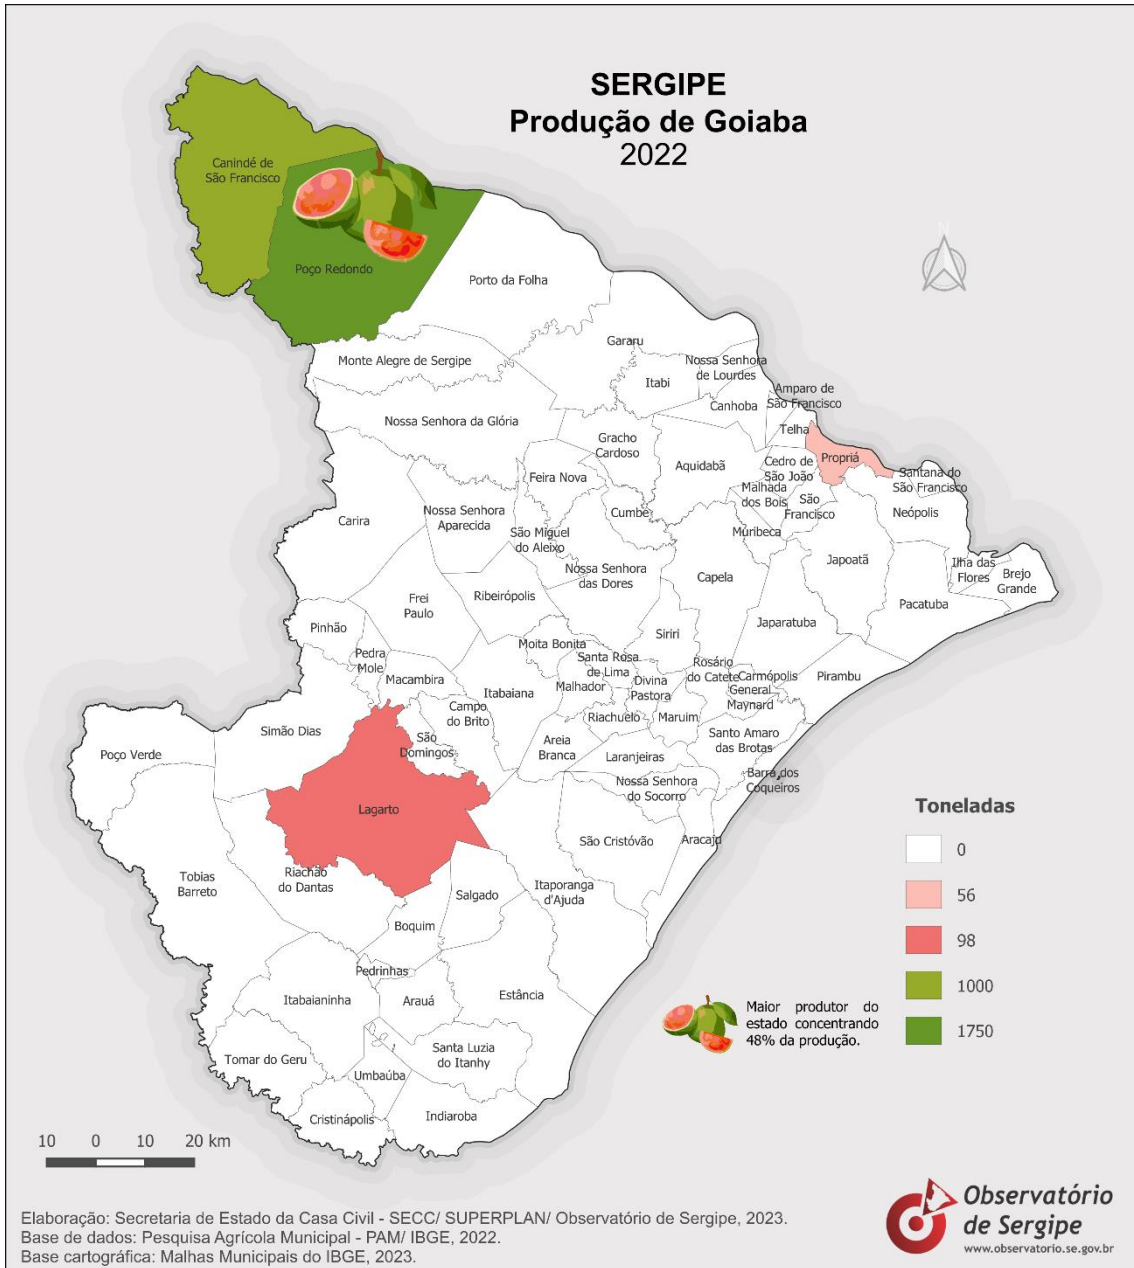 SERGIPE
Produção de Goiaba
2022
Canindé de
São Francisco
Poço Redondo
Porto da Folha
Monte Alegre de Sergipe
Gararu
Nossa Senhora
de Lourdes
Itabi
Amparo de
São Francisco
Canhoba
Nossa Senhora da Glória
Telha
Gracho
Cardoso
Propriá
Aquidabã
Cedro de
São João
Feira Nova
Santana do
São Francisco
Malhada
dos Bois
São
Francisco
Neópolis
Nossa Senhora
Aparecida
Cumbe
Carira
São Miguel
do Aleixo
Muribeca
Japoatã
Nossa Senhora
das Dores
Capela
Ilha das
Flores
Brejo
Grande
Ribeirópolis
Frei
Paulo
Pacatuba
Japaratuba
Pinhão
Siriri
Moita Bonita
Pedra
Mole
Santa Rosa
de Lima
Rosário
do Catete
Carmópolis
Pirambu
Macambira
Itabaiana
Malhador
Divina
Pastora
General
Maynard
Campo
do Brito
Riachuelo
Maruim
Simão Dias
São
Domingos
Areia
Branca
Santo Amaro
das Brotas
Poço Verde
Laranjeiras
Barra dos
Coqueiros
Nossa Senhora
do Socorro
Lagarto
São Cristóvão
Aracaju
Tobias
Barreto
Riachão
do Dantas
Itaporanga
d'Ajuda
Salgado
Boquim
Pedrinhas
Itabaianinha
Arauá
Estância
Tomar do Geru
Santa Luzia
do Itanhy
Umbaúba
Cristinápolis
Indiaroba
N
Toneladas
0
56
98
1000
1750
Maior produtor do
estado concentrando
48% da produção.
10 0 10 20 km
Elaboração: Secretaria de Estado da Casa Civil - SECC/ SUPERPLAN/ Observatório de Sergipe, 2023.
Base de dados: Pesquisa Agrícola Municipal - PAM/ IBGE, 2022.
Base cartográfica: Malhas Municipais do IBGE, 2023.
Observatório
de Sergipe
www.observatorio.se.gov.br